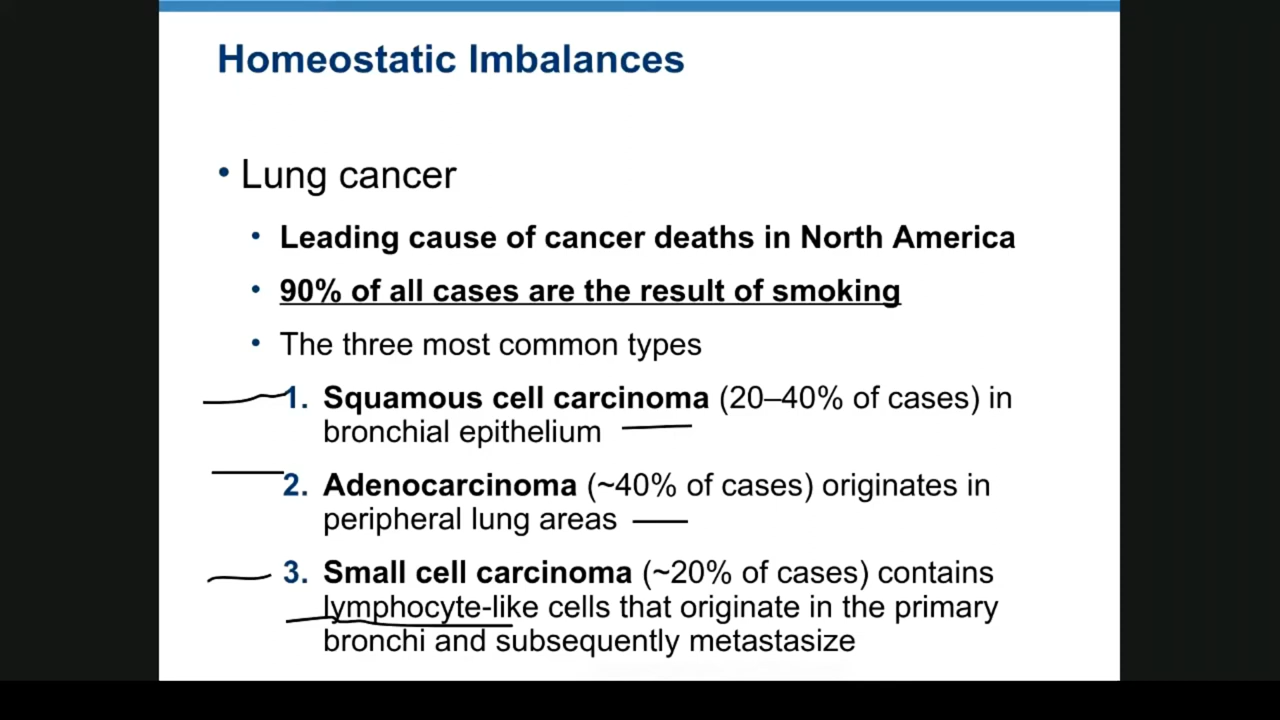 Homeostatic Imbalances
• Lung cancer
• Leading cause of cancer deaths in North America
• 90% of all cases are the result of smoking
• The three most common types
1. Squamous cell carcinoma (20–40% of cases) in
bronchial epithelium
2. Adenocarcinoma (~40% of cases) originates in
peripheral lung areas
3. Small cell carcinoma (~20% of cases) contains
lymphocyte-like cells that originate in the primary
bronchi and subsequently metastasize